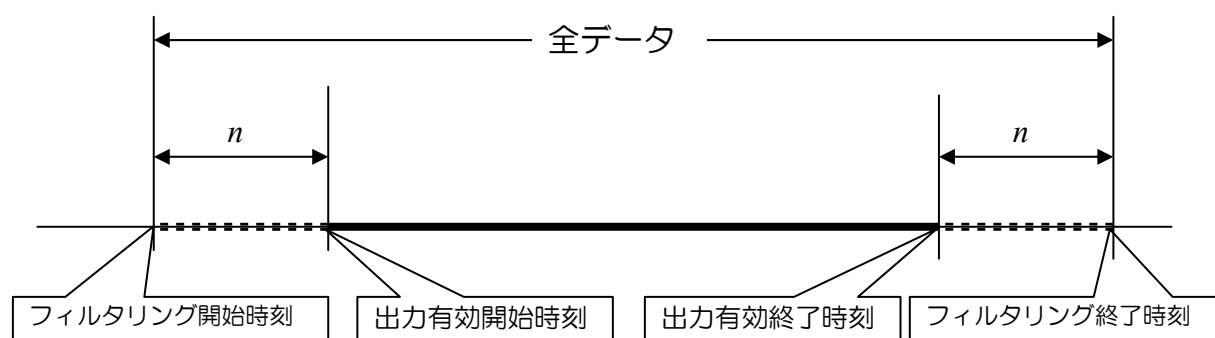 全データ
n
n
フィルタリング開始時刻
出力有効開始時刻
出力有効終了時刻
フィルタリング終了時刻